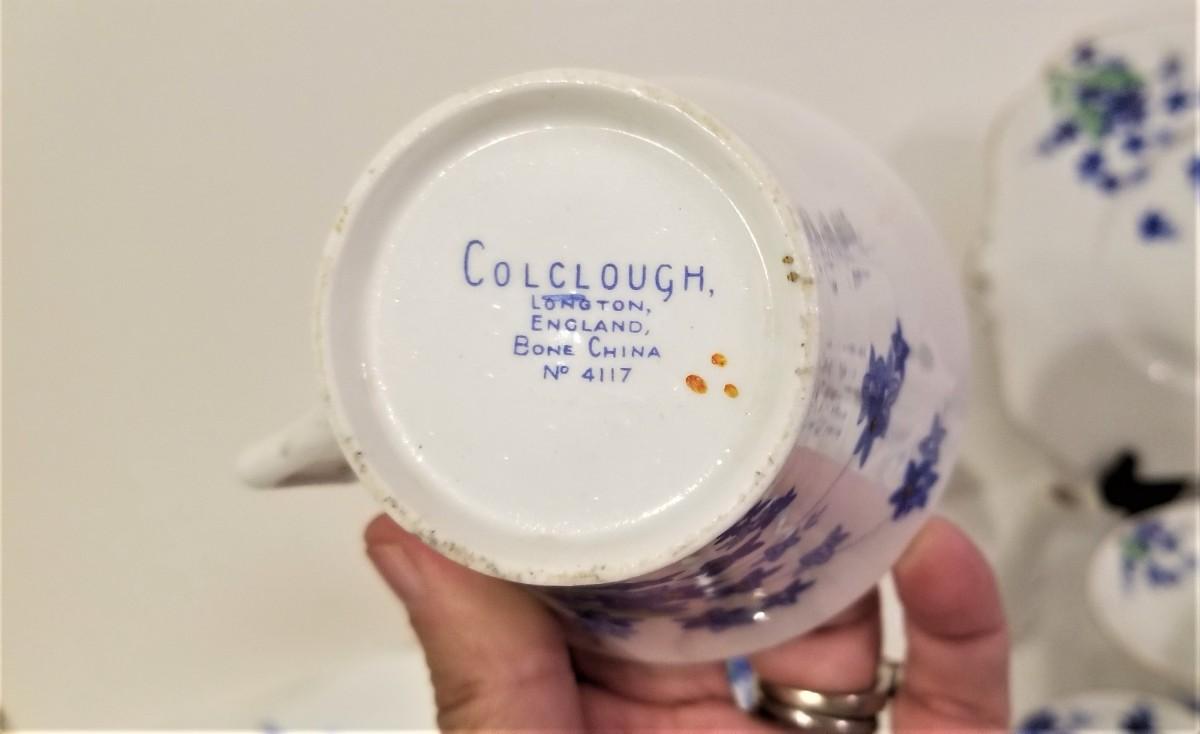 COLCLOUGH,
LONGTON,
ENGLAND,
BONE CHINA
Nº 4117